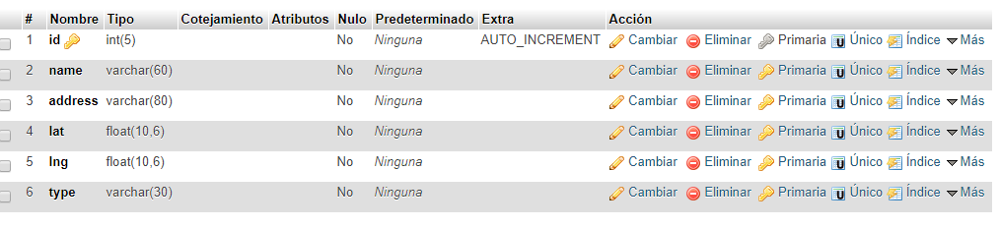 # Nombre Tipo Cotejamiento Atributos Nulo Predeterminado Extra Acción
1 id int(5) No Ninguna AUTO_INCREMENT Cambiar Eliminar Primaria Único Índice Más
2 name varchar(60) No Ninguna Cambiar Eliminar Primaria Único Índice Más
3 address varchar(80) No Ninguna Cambiar Eliminar Primaria Único Índice Más
4 lat float(10,6) No Ninguna Cambiar Eliminar Primaria Único Índice Más
5 lng float(10,6) No Ninguna Cambiar Eliminar Primaria Único Índice Más
6 type varchar(30) No Ninguna Cambiar Eliminar Primaria Único Índice Más